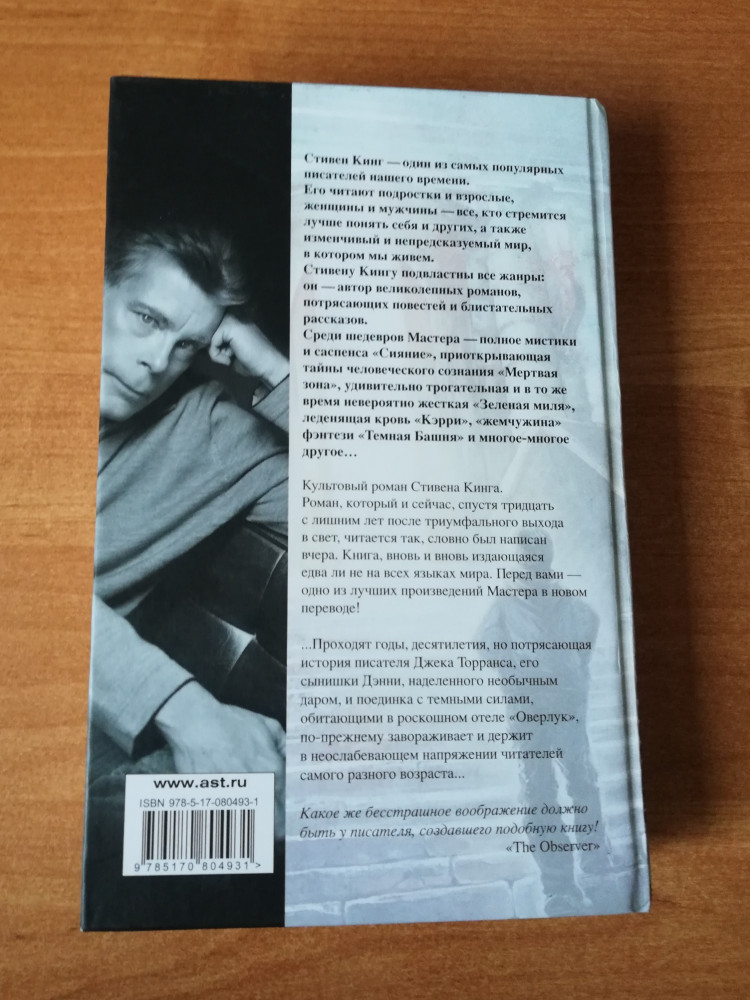 Стивен Кинг — один из самых популярных
писателей нашего времени.
Его читают подростки и взрослые,
женщины и мужчины — все, кто стремится
лучше понять себя и других, а также
изменчивый и непредсказуемый мир,
в котором мы живем.
Стивену Кингу подвластны все жанры:
он — автор великолепных романов,
потрясающих повестей и блистательных
рассказов.
Среди шедевров Мастера — полное мистики
и саспенса «Сияние», приоткрывающая
тайны человеческого сознания «Мертвая
зона», удивительно трогательная и в то же
время невероятно жесткая «Зеленая миля»,
леденящая кровь «Кэрри», «жемчужина»
фэнтези «Темная Башня» и многое-многое
другое...
Культовый роман Стивена Кинга.
Роман, который и сейчас, спустя тридцать
с лишним лет после триумфального выхода
в свет, читается так, словно был написан
вчера. Книга, вновь и вновь издающаяся
едва ли не на всех языках мира. Перед вами —
одно из лучших произведений Мастера в новом
переводе!
...Проходят годы, десятилетия, но потрясающая
история писателя Джека Торранса, его
сынишки Дэнни, наделенного необычным
даром, и поединка с темными силами,
обитающими в роскошном отеле «Оверлук»,
по-прежнему завораживает и держит
в неослабевающем напряжении читателей
самого разного возраста...
Какое же бесстрашное воображение должно
быть у писателя, создавшего подобную книгу!
«The Observer»
www.ast.ru
ISBN 978-5-17-080493-1
9 785170 804931 >